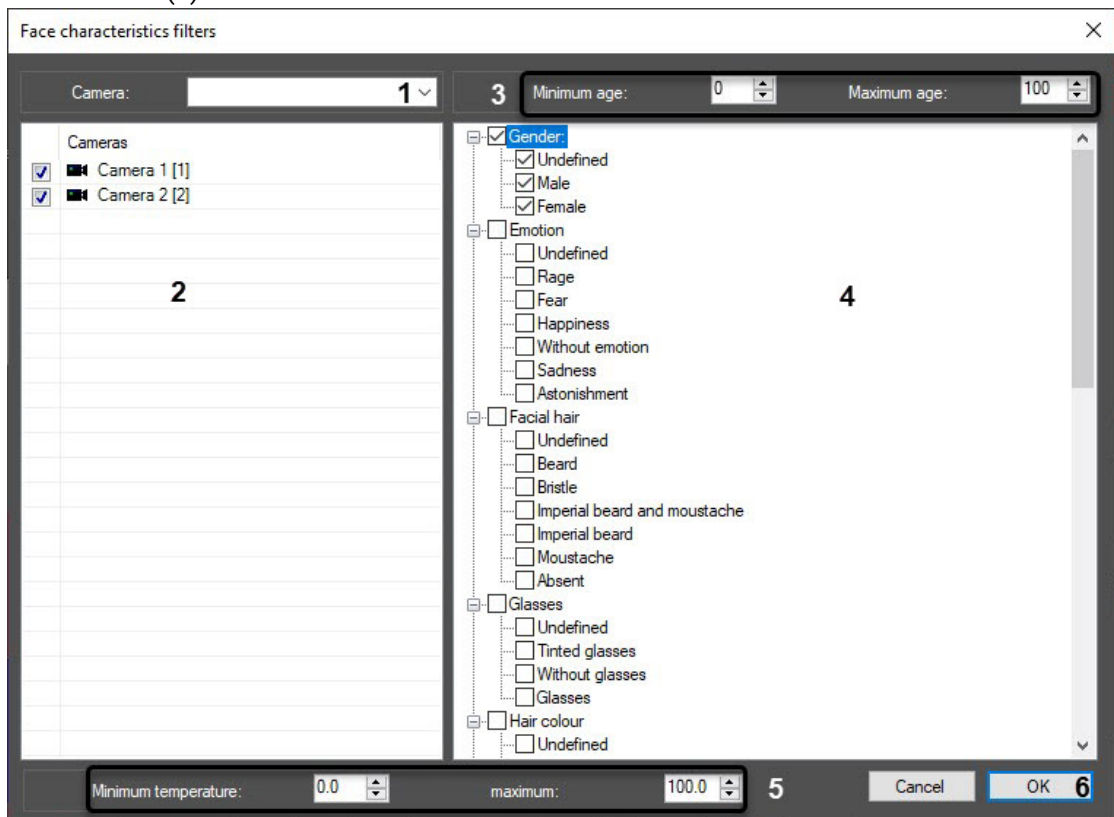 Face characteristics filters
Camera: 1 3 Minimum age: 0 Maximum age: 100
Cameras
Camera 1 [1]
Camera 2 [2]
2
Gender:
Undefined
Male
Female
Emotion
Undefined
Rage
Fear
4
Happiness
Without emotion
Sadness
Astonishment
Facial hair
Undefined
Beard
Bristle
Imperial beard and moustache
Imperial beard
Moustache
Absent
Glasses
Undefined
Tinted glasses
Without glasses
Glasses
Hair colour
Undefined
Minimum temperature: 0.0 maximum: 100.0 5 Cancel OK 6